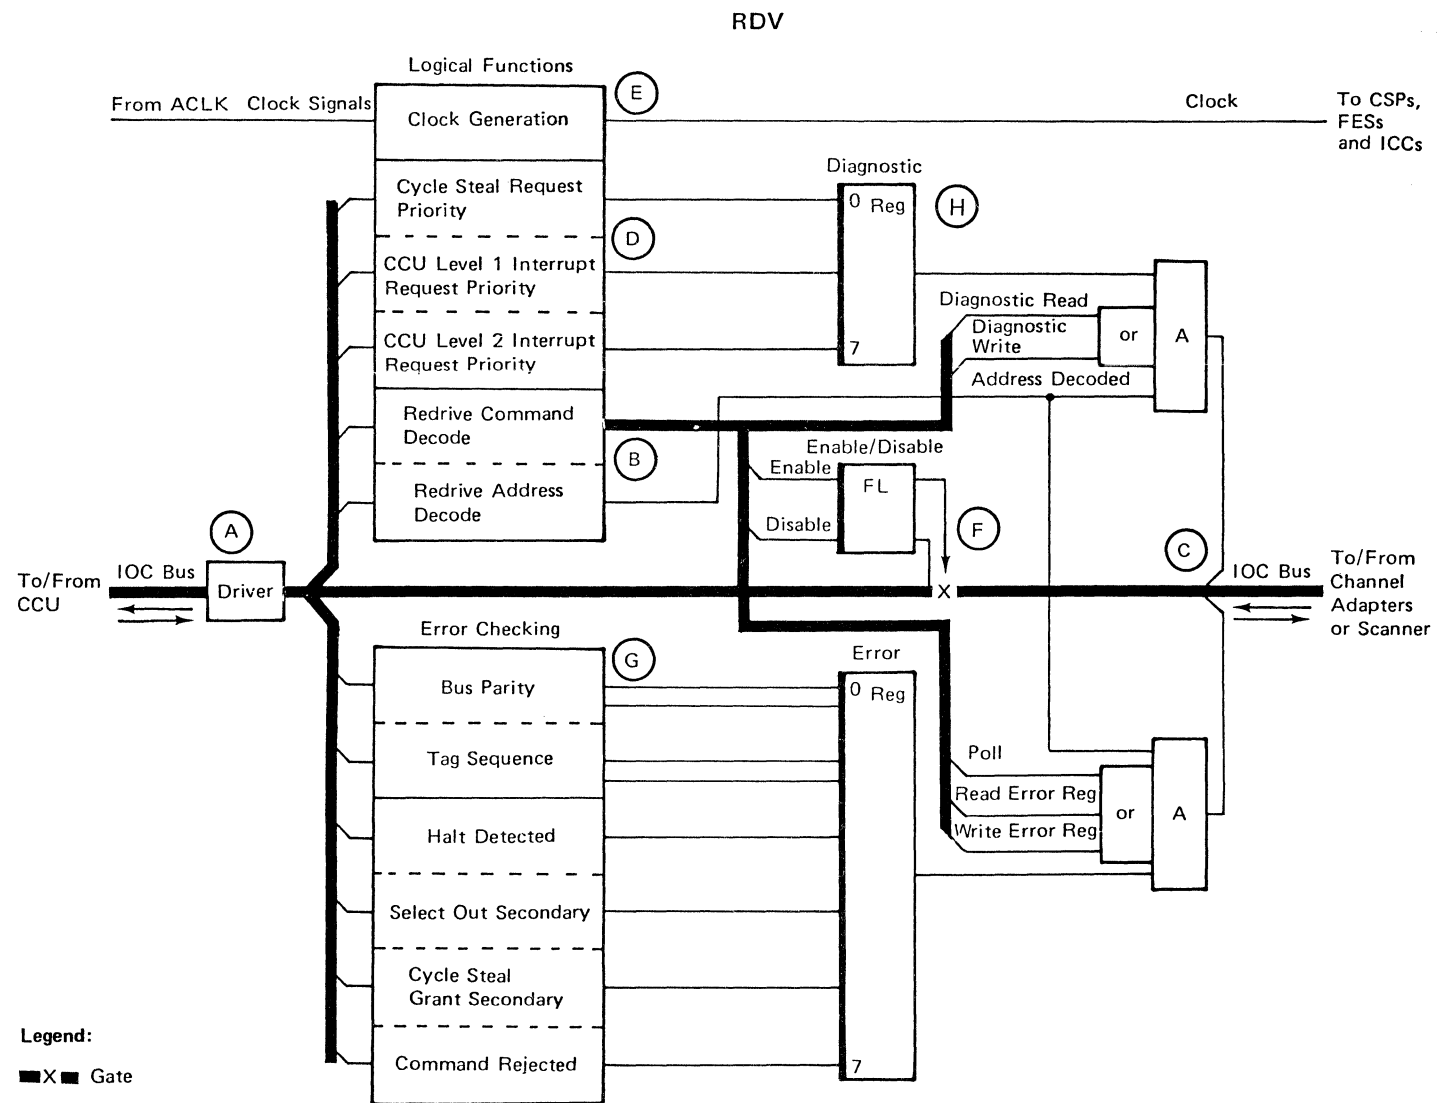 RDV
Logical Functions
E
From ACLK Clock Signals
Clock Generation
Clock
To CSPs,
FESs
and ICCs
Diagnostic
Cycle Steal Request
Priority
0 Reg
H
D
CCU Level 1 Interrupt
Request Priority
Diagnostic Read
Diagnostic
Write
or
A
CCU Level 2 Interrupt
Request Priority
7
Address Decoded
Redrive Command
Decode
B
Enable/Disable
Enable
FL
Redrive Address
Decode
Disable
F
A
C
To/From
CCU
IOC Bus
Driver
X
IOC Bus
To/From
Channel
Adapters
or Scanner
Error Checking
G
Error
Bus Parity
0 Reg
Tag Sequence
Poll
Read Error Reg
Write Error Reg
or
A
Halt Detected
Select Out Secondary
Cycle Steal
Grant Secondary
Command Rejected
7
Legend:
X Gate